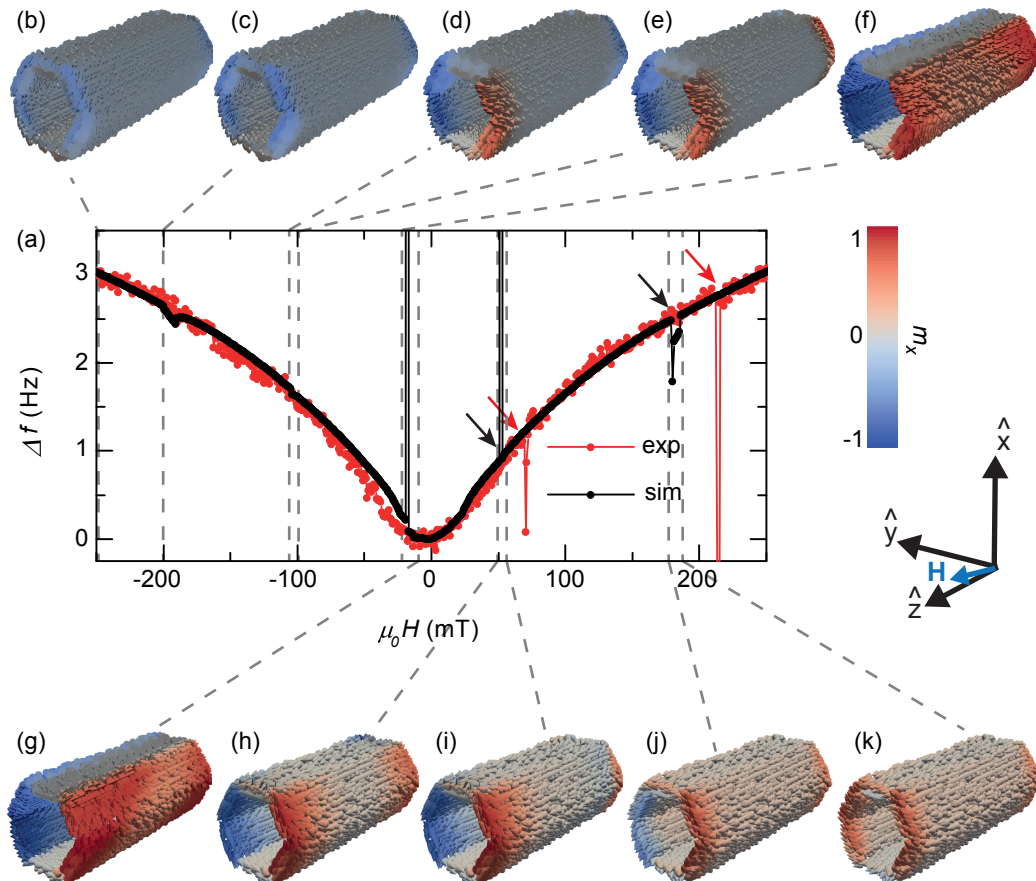 (b)
(c)
(d)
(e)
(f)
(a)
3
2
1
0
Δf (Hz)
exp
sim
-200
-100
0
100
200
μ₀H (mT)
1
0
-1
mₓ
x̂
ŷ
H
ẑ
(g)
(h)
(i)
(j)
(k)